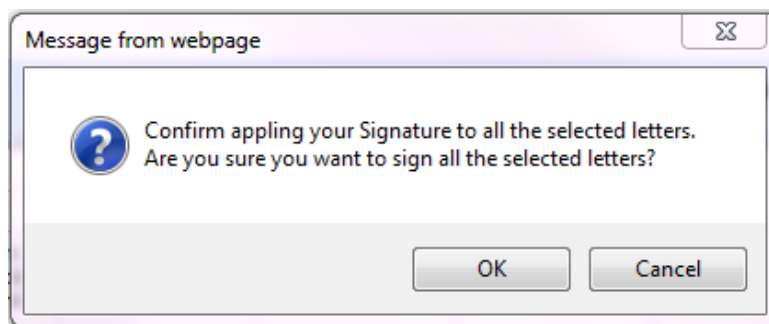 Message from webpage
Confirm appling your Signature to all the selected letters.
Are you sure you want to sign all the selected letters?
OK
Cancel